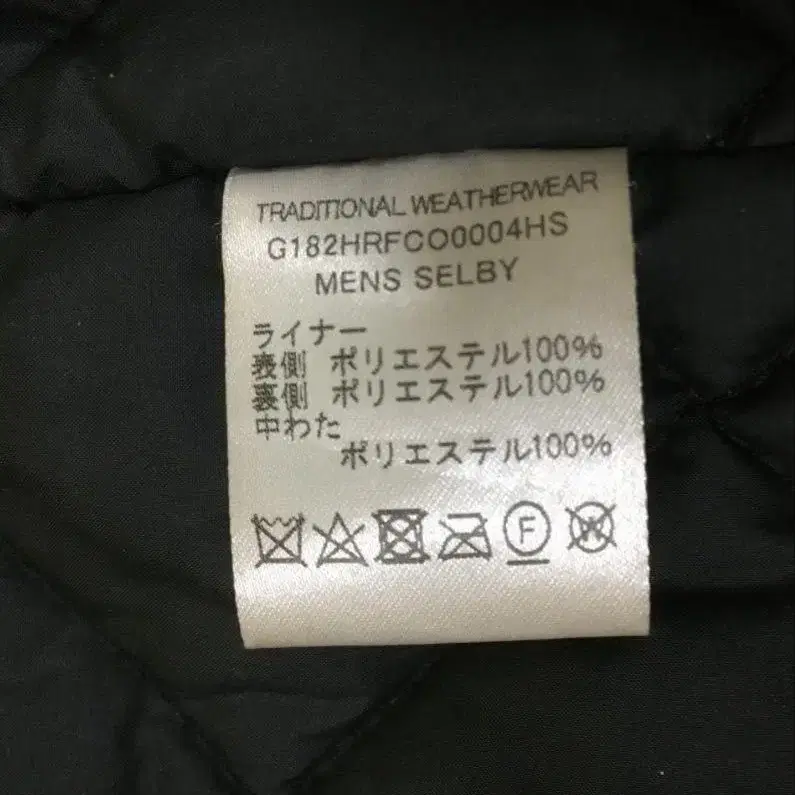 TRADITIONAL WEATHERWEAR
G182HRFCO0004HS
MENS SELBY
ライナー
表側 ポリエステル100%
裏側 ポリエステル100%
中わた
ポリエステル100%
F W